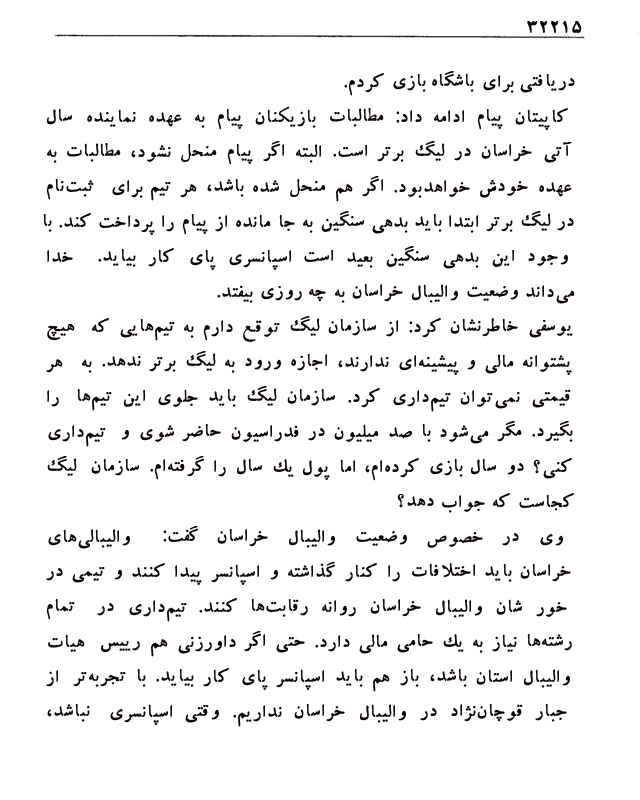 ۳۲۲۱۵
دریافتی برای باشگاه بازی کردم.
کاپیتان پیام ادامه داد: مطالبات بازیکنان پیام به عهده نماینده سال
آتی خراسان در لیگ برتر است. البته اگر پیام منحل نشود، مطالبات به
عهده خودش خواهدبود. اگر هم منحل شده باشد، هر تیم برای ثبت‌نام
در لیگ برتر ابتدا باید بدهی سنگین به جا مانده از پیام را پرداخت کند. با
وجود این بدهی سنگین بعید است اسپانسری پای کار بیاید. خدا
می‌داند وضعیت والیبال خراسان به چه روزی بیفتد.
یوسفی خاطرنشان کرد: از سازمان لیگ توقع دارم به تیم‌هایی که هیچ
پشتوانه مالی و پیشینه‌ای ندارند، اجازه ورود به لیگ برتر ندهد. به هر
قیمتی نمی‌توان تیم‌داری کرد. سازمان لیگ باید جلوی این تیم‌ها را
بگیرد. مگر می‌شود با صد میلیون در فدراسیون حاضر شوی و تیم‌داری
کنی؟ دو سال بازی کرده‌ام، اما پول یك سال را گرفته‌ام. سازمان لیگ
کجاست که جواب دهد؟
وی در خصوص وضعیت والیبال خراسان گفت: والیبالی‌های
خراسان باید اختلافات را کنار گذاشته و اسپانسر پیدا کنند و تیمی در
خور شان والیبال خراسان روانه رقابت‌ها کنند. تیم‌داری در تمام
رشته‌ها نیاز به یك حامی مالی دارد. حتی اگر داورزنی هم رییس هیات
والیبال استان باشد، باز هم باید اسپانسر پای کار بیاید. با تجربه‌تر از
جبار قوچان‌نژاد در والیبال خراسان نداریم. وقتی اسپانسری نباشد،